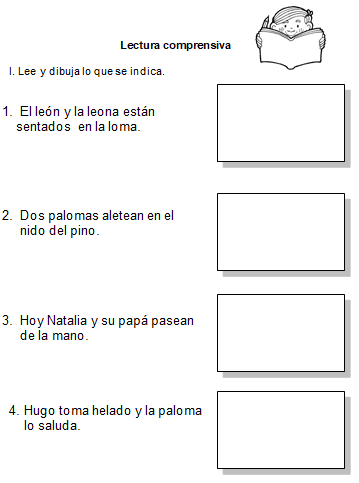 Lectura comprensiva
I. Lee y dibuja lo que se indica.
1. El león y la leona están
sentados en la loma.
2. Dos palomas aletean en el
nido del pino.
3. Hoy Natalia y su papá pasean
de la mano.
4. Hugo toma helado y la paloma
lo saluda.